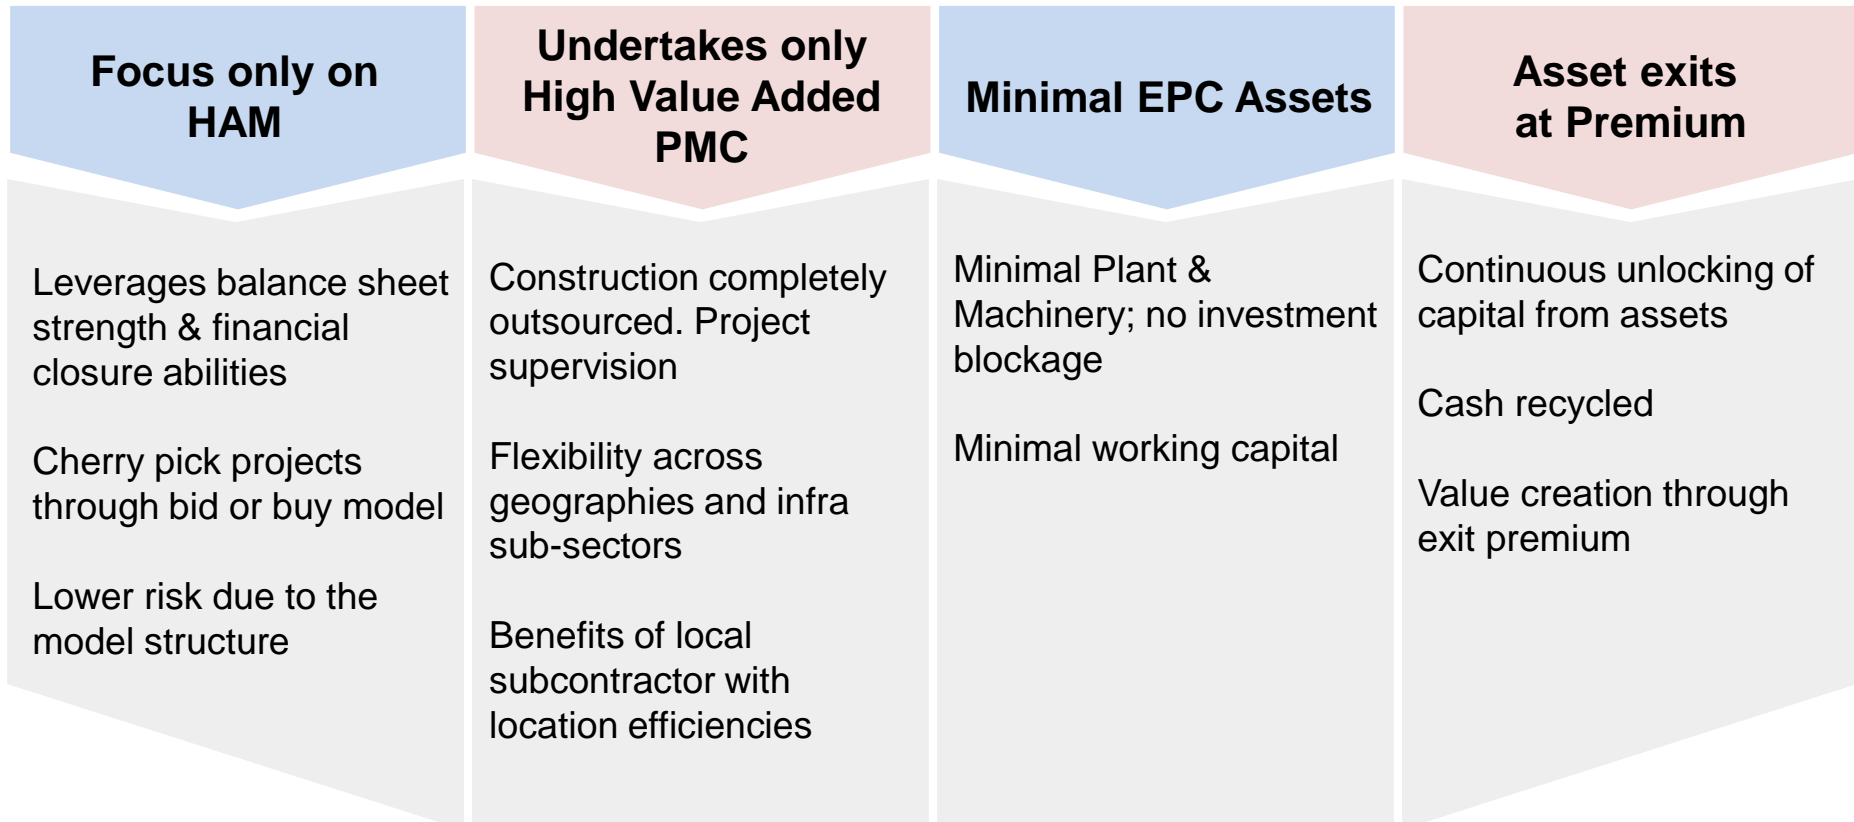 Focus only on
HAM
Leverages balance sheet
strength & financial
closure abilities
Cherry pick projects
through bid or buy model
Lower risk due to the
model structure
Undertakes only
High Value Added
PMC
Construction completely
outsourced. Project
supervision
Flexibility across
geographies and infra
sub-sectors
Benefits of local
subcontractor with
location efficiencies
Minimal EPC Assets
Minimal Plant &
Machinery; no investment
blockage
Minimal working capital
Asset exits
at Premium
Continuous unlocking of
capital from assets
Cash recycled
Value creation through
exit premium